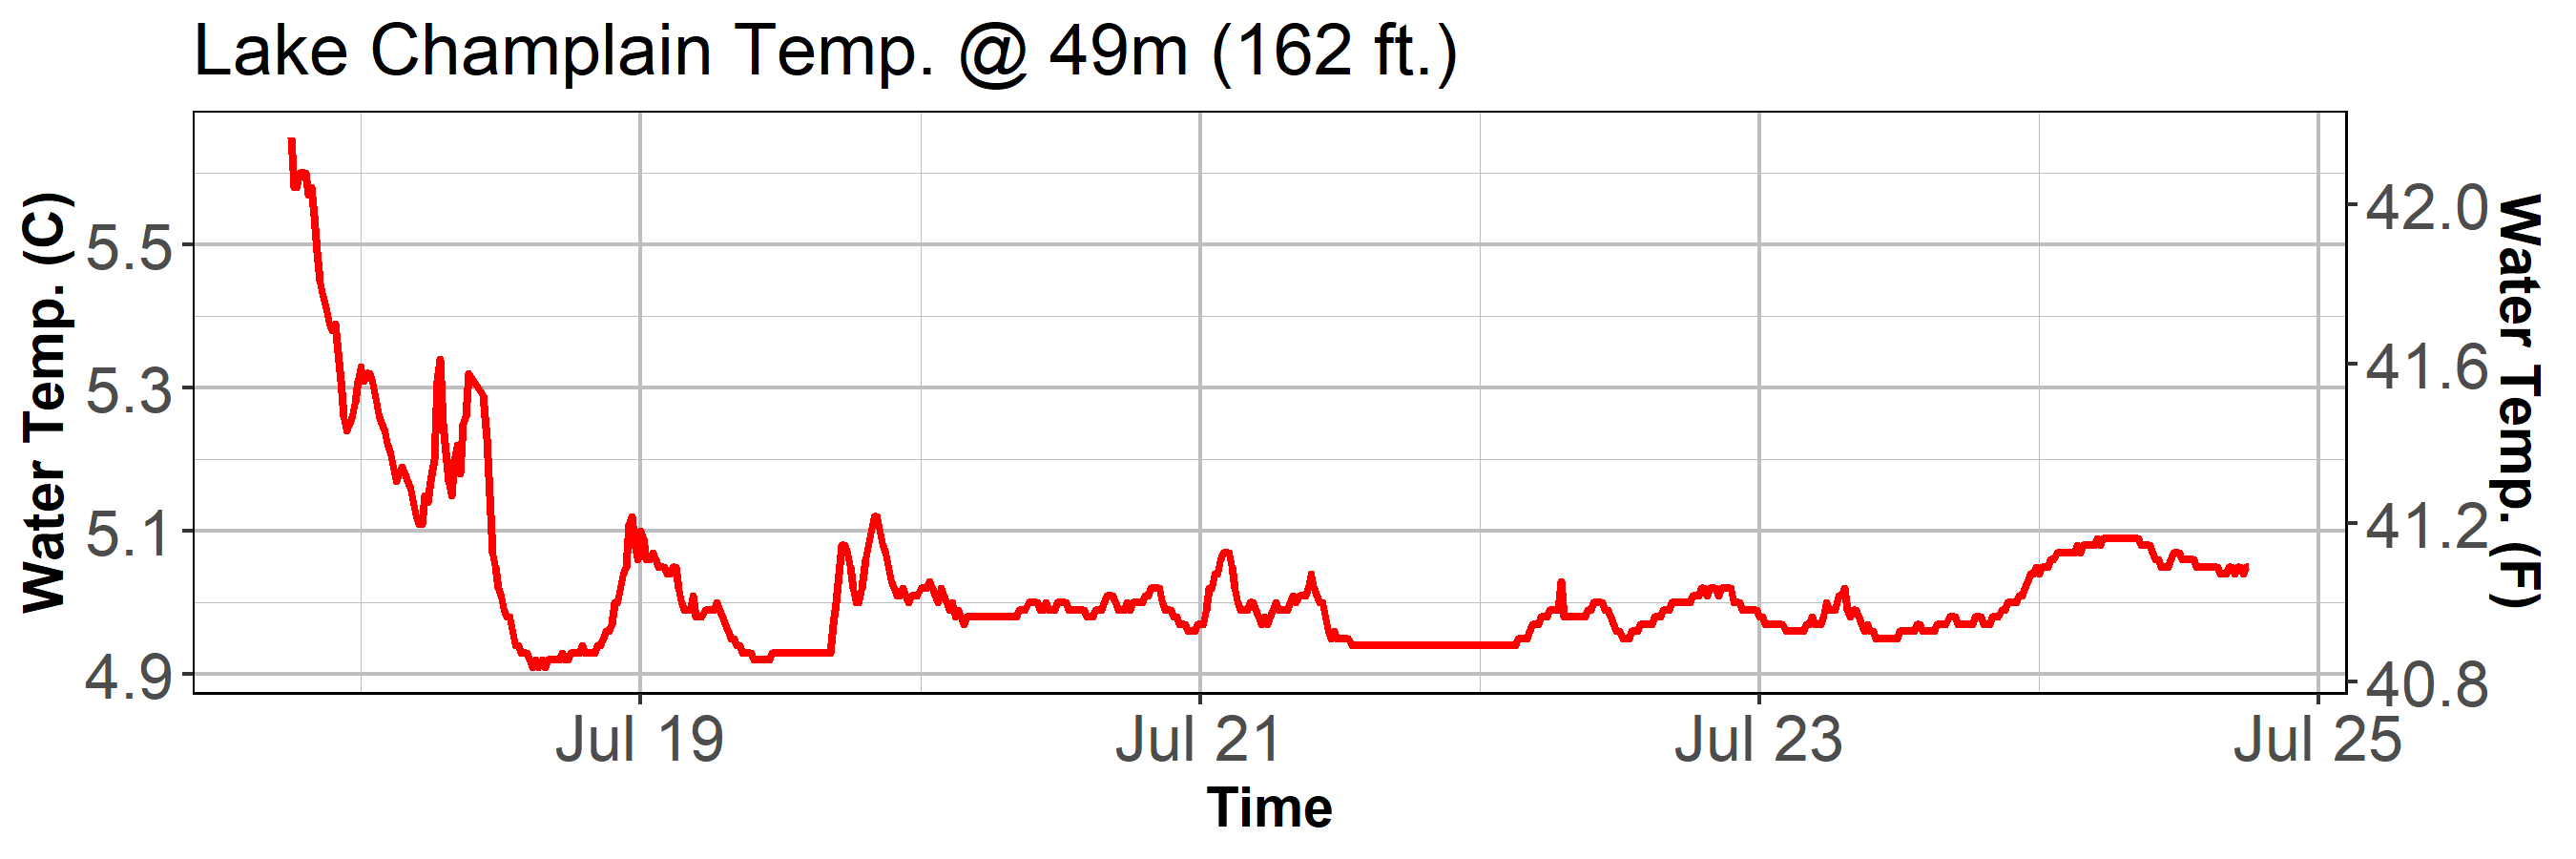 Lake Champlain Temp. @ 49m (162 ft.)
Water Temp. (C)
5.5
5.3
5.1
4.9
42.0
41.6
41.2
40.8
Water Temp. (F)
Jul 19 Jul 21 Jul 23 Jul 25
Time